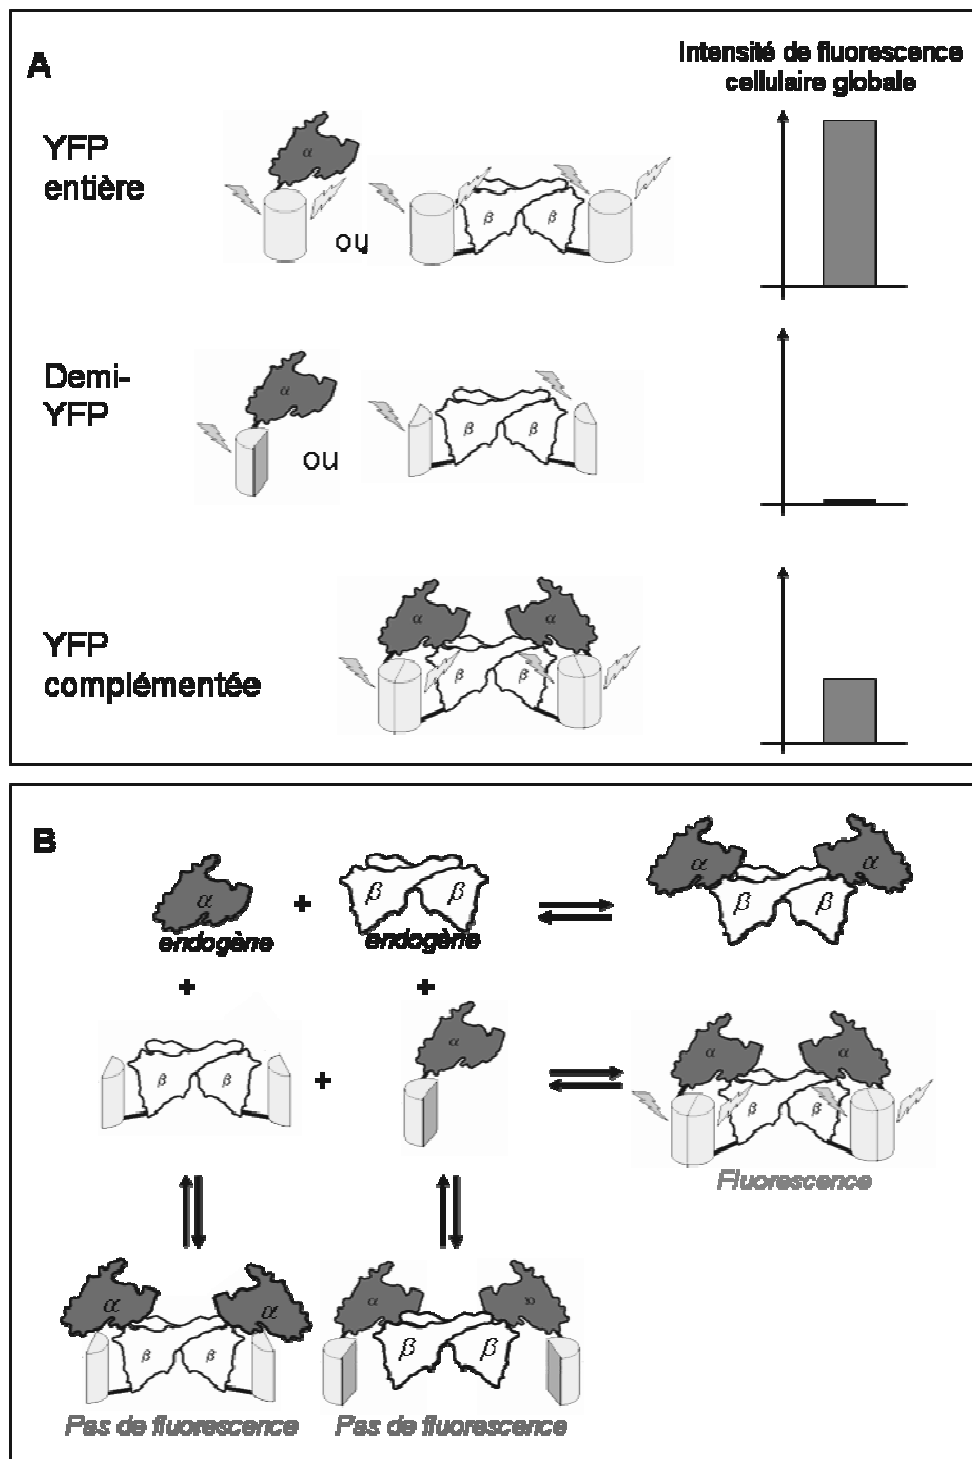 A
Intensité de fluorescence
cellulaire globale
YFP
entière
α
ou
β β
Demi-
YFP
α
ou
β β
YFP
complémentée
α α
β β
B
α
endogène
+
β β
endogène
α α
β β
+ +
β β
+
α
α α
β β
Fluorescence
α α
β β
Pas de fluorescence
α α
β β
Pas de fluorescence